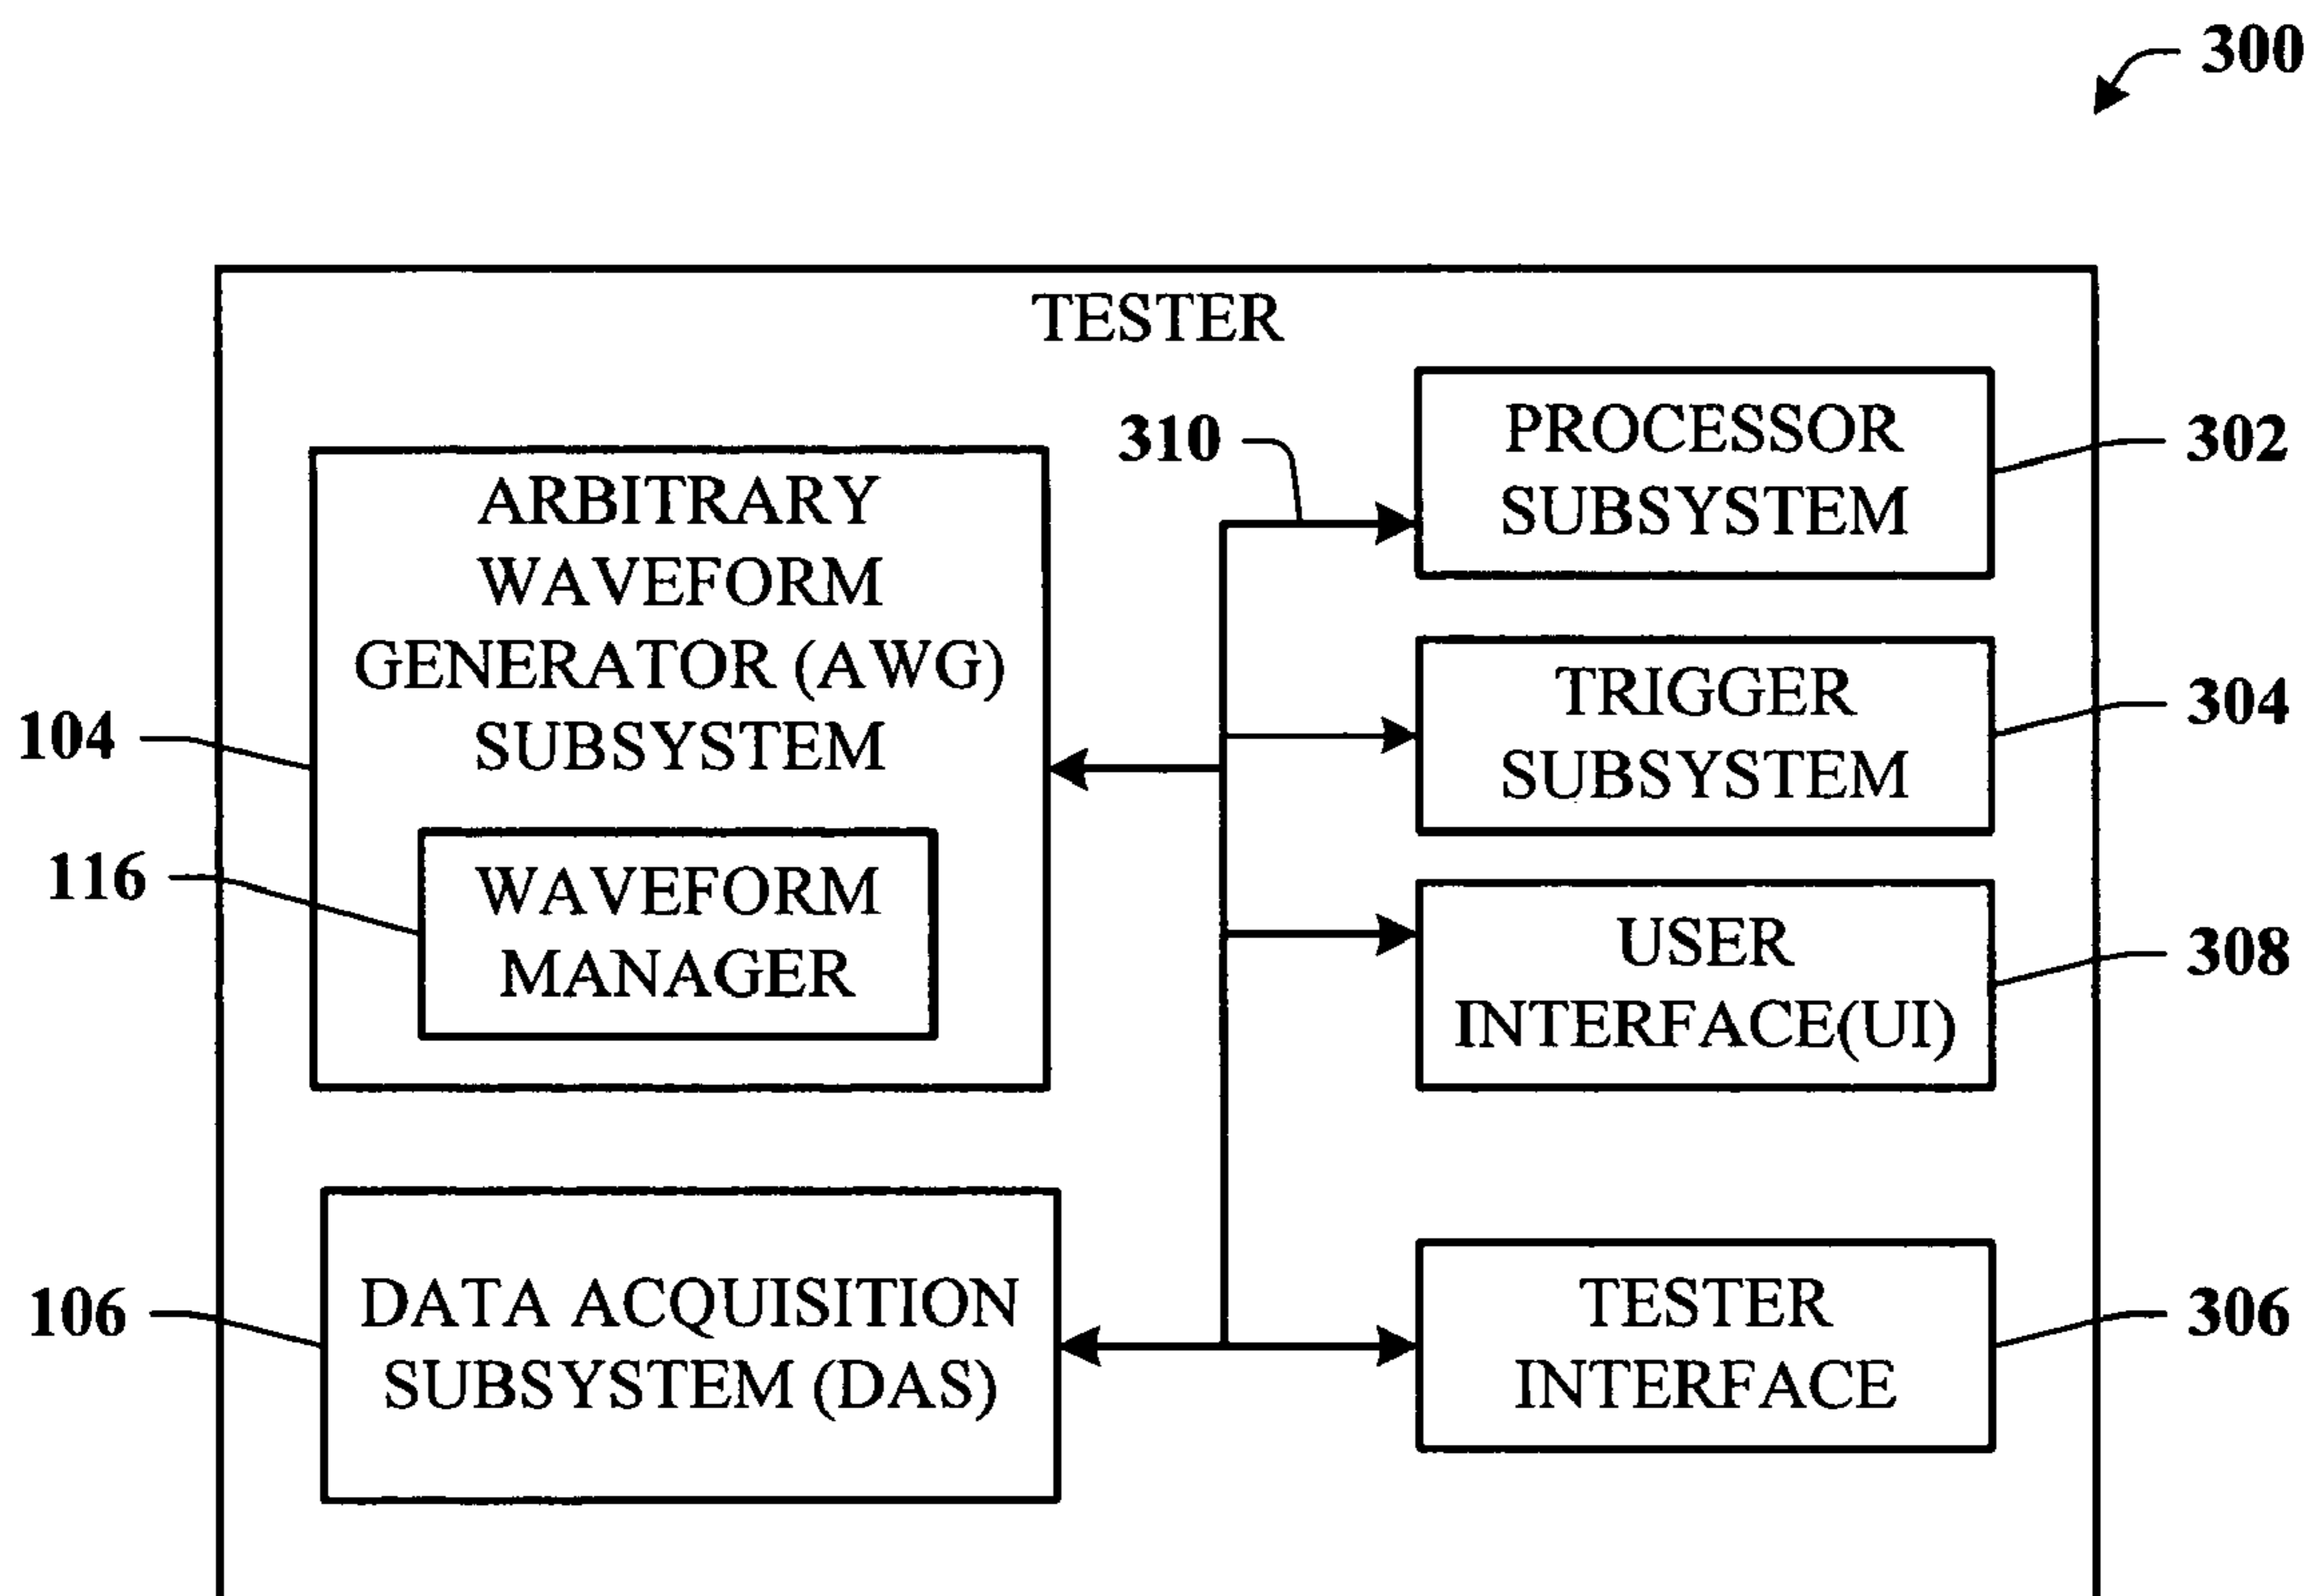 300
TESTER
310
PROCESSOR
SUBSYSTEM
302
ARBITRARY
WAVEFORM
GENERATOR (AWG)
SUBSYSTEM
104
TRIGGER
SUBSYSTEM
304
116
WAVEFORM
MANAGER
USER
INTERFACE(UI)
308
106
DATA ACQUISITION
SUBSYSTEM (DAS)
TESTER
INTERFACE
306